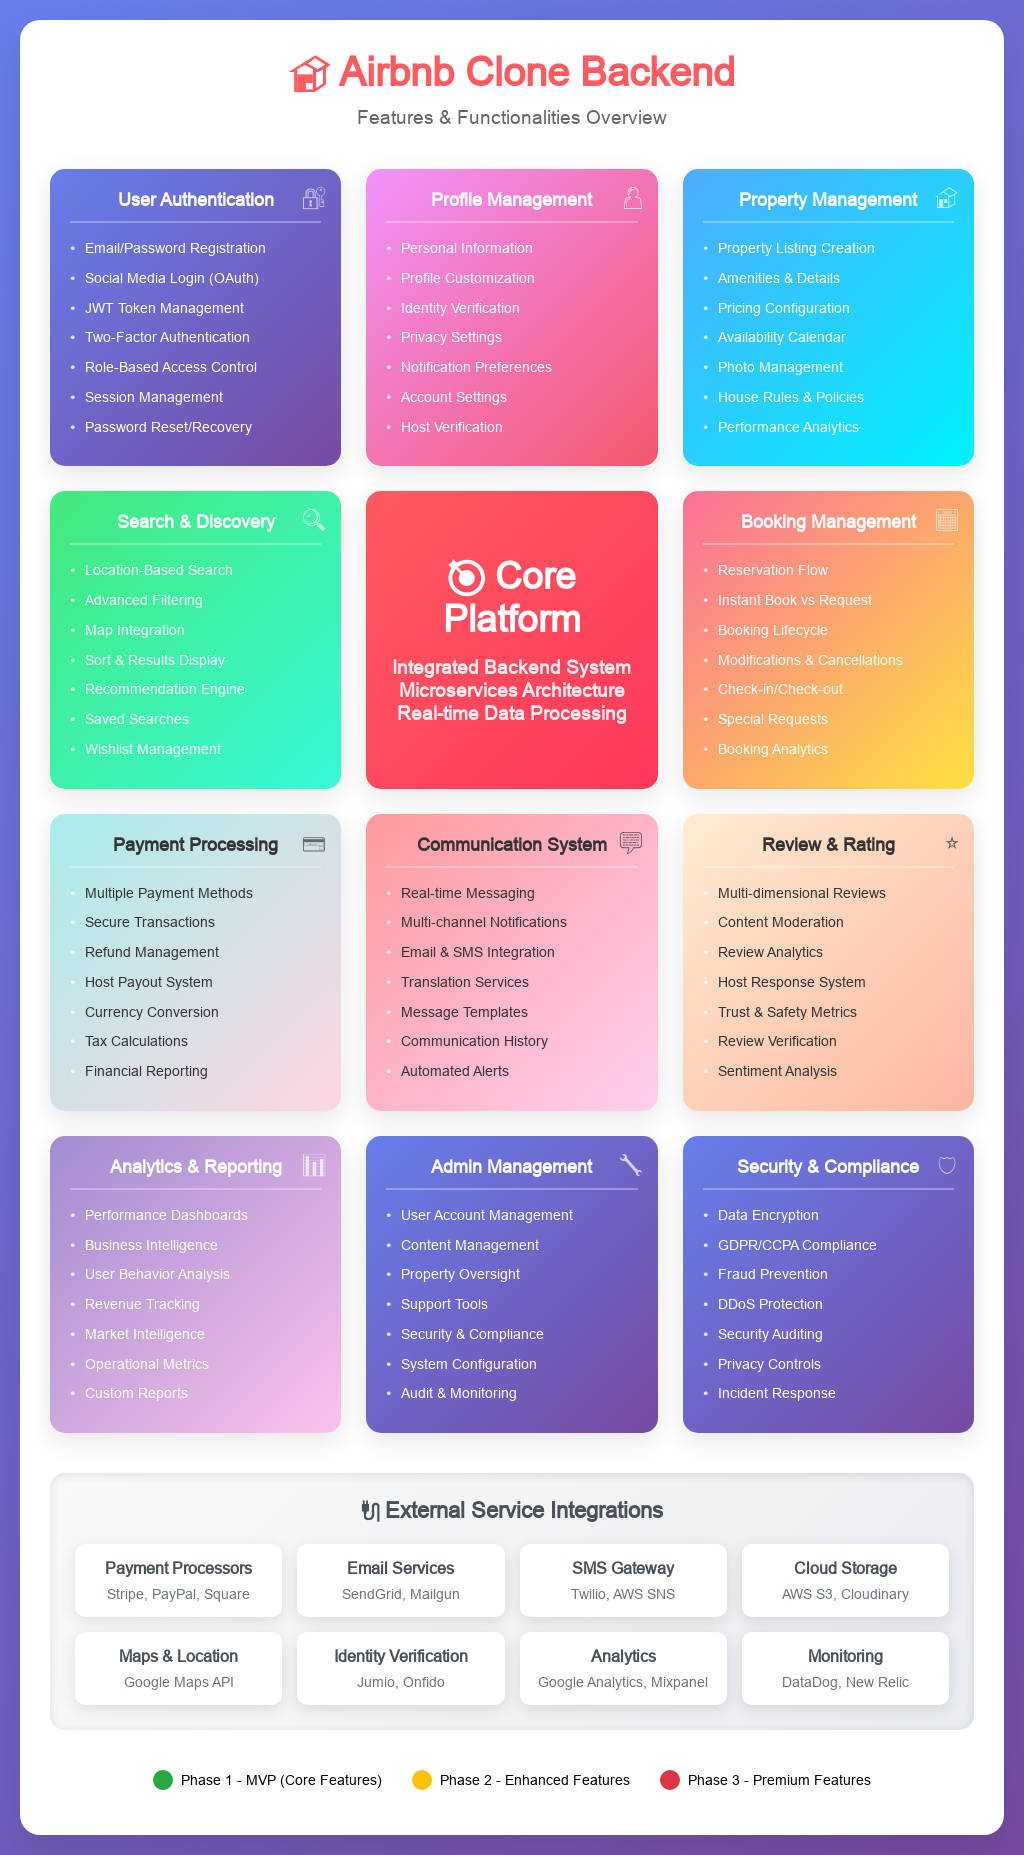 Airbnb Clone Backend
Features & Functionalities Overview
User Authentication
• Email/Password Registration
• Social Media Login (OAuth)
• JWT Token Management
• Two-Factor Authentication
• Role-Based Access Control
• Session Management
• Password Reset/Recovery
Profile Management
• Personal Information
• Profile Customization
• Identity Verification
• Privacy Settings
• Notification Preferences
• Account Settings
• Host Verification
Property Management
• Property Listing Creation
• Amenities & Details
• Pricing Configuration
• Availability Calendar
• Photo Management
• House Rules & Policies
• Performance Analytics
Search & Discovery
• Location-Based Search
• Advanced Filtering
• Map Integration
• Sort & Results Display
• Recommendation Engine
• Saved Searches
• Wishlist Management
Core
Platform
Integrated Backend System
Microservices Architecture
Real-time Data Processing
Booking Management
• Reservation Flow
• Instant Book vs Request
• Booking Lifecycle
• Modifications & Cancellations
• Check-in/Check-out
• Special Requests
• Booking Analytics
Payment Processing
• Multiple Payment Methods
• Secure Transactions
• Refund Management
• Host Payout System
• Currency Conversion
• Tax Calculations
• Financial Reporting
Communication System
• Real-time Messaging
• Multi-channel Notifications
• Email & SMS Integration
• Translation Services
• Message Templates
• Communication History
• Automated Alerts
Review & Rating
• Multi-dimensional Reviews
• Content Moderation
• Review Analytics
• Host Response System
• Trust & Safety Metrics
• Review Verification
• Sentiment Analysis
Analytics & Reporting
• Performance Dashboards
• Business Intelligence
• User Behavior Analysis
• Revenue Tracking
• Market Intelligence
• Operational Metrics
• Custom Reports
Admin Management
• User Account Management
• Content Management
• Property Oversight
• Support Tools
• Security & Compliance
• System Configuration
• Audit & Monitoring
Security & Compliance
• Data Encryption
• GDPR/CCPA Compliance
• Fraud Prevention
• DDoS Protection
• Security Auditing
• Privacy Controls
• Incident Response
External Service Integrations
Payment Processors
Stripe, PayPal, Square
Email Services
SendGrid, Mailgun
SMS Gateway
Twilio, AWS SNS
Cloud Storage
AWS S3, Cloudinary
Maps & Location
Google Maps API
Identity Verification
Jumio, Onfido
Analytics
Google Analytics, Mixpanel
Monitoring
DataDog, New Relic
Phase 1 - MVP (Core Features)
Phase 2 - Enhanced Features
Phase 3 - Premium Features